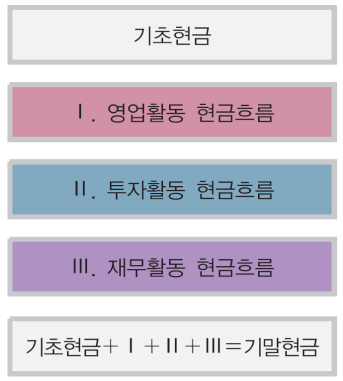 기초현금
Ⅰ. 영업활동 현금흐름
Ⅱ. 투자활동 현금흐름
Ⅲ. 재무활동 현금흐름
기초현금+Ⅰ+Ⅱ+Ⅲ=기말현금